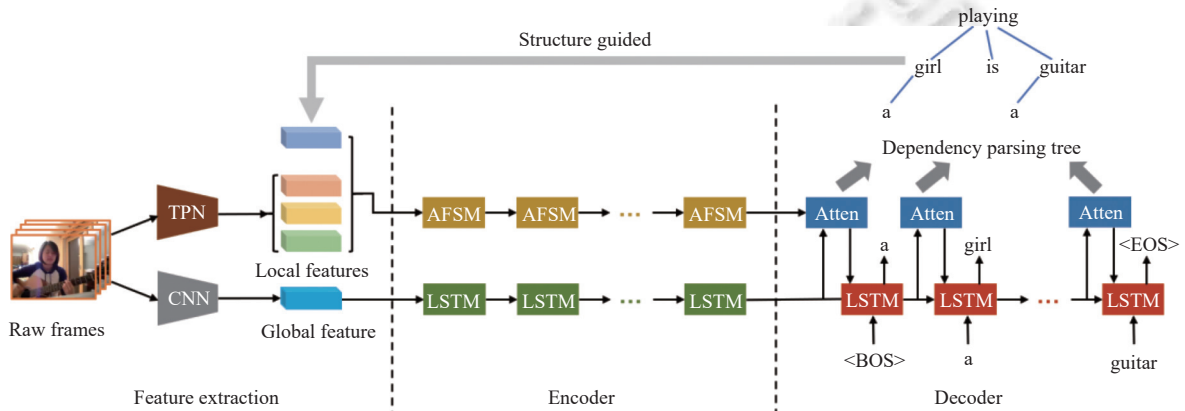 playing
Structure guided
girl
is
guitar
a
a
Dependency parsing tree
TPN
AFSM
AFSM
...
AFSM
Atten
Atten
Atten
a
girl
<EOS>
Local features
CNN
LSTM
LSTM
...
LSTM
LSTM
LSTM
...
LSTM
Raw frames
Global feature
<BOS>
a
guitar
Feature extraction
Encoder
Decoder